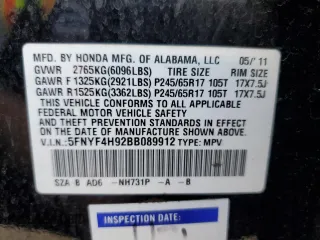 MFD. BY HONDA MFG. OF ALABAMA, LLC 05/'11
GVWR 2765KG(6096LBS) TIRE SIZE RIM SIZE
GAWR F 1325KG(2921LBS) P245/65R17 105T 17X7.5J
GAWR R 1525KG(3362LBS) P245/65R17 105T 17X7.5J
THIS VEHICLE CONFORMS TO ALL APPLICABLE
FEDERAL MOTOR VEHICLE SAFETY
AND THEFT PREVENTION STANDARDS IN EFFECT ON
THE DATE OF MANUFACTURE SHOWN ABOVE.
V.I.N.: 5FNYF4H92BB089912 TYPE: MPV
SZA B AD6 -NH731P -A -B
INSPECTION DATE: